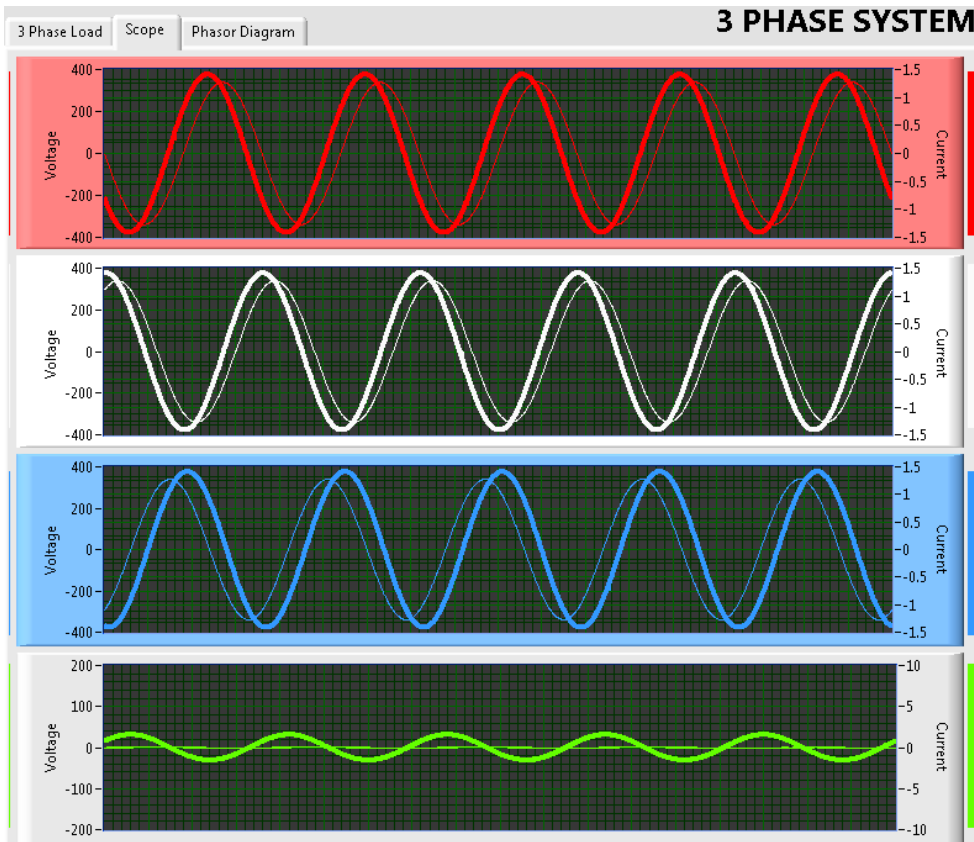 3 Phase Load Scope Phasor Diagram 3 PHASE SYSTEM
400 200 0 -200 -400 Voltage
1.5 1 0.5 0 -0.5 -1 -1.5 Current
400 200 0 -200 -400 Voltage
1.5 1 0.5 0 -0.5 -1 -1.5 Current
400 200 0 -200 -400 Voltage
1.5 1 0.5 0 -0.5 -1 -1.5 Current
200 100 0 -100 -200 Voltage
10 5 0 -5 -10 Current